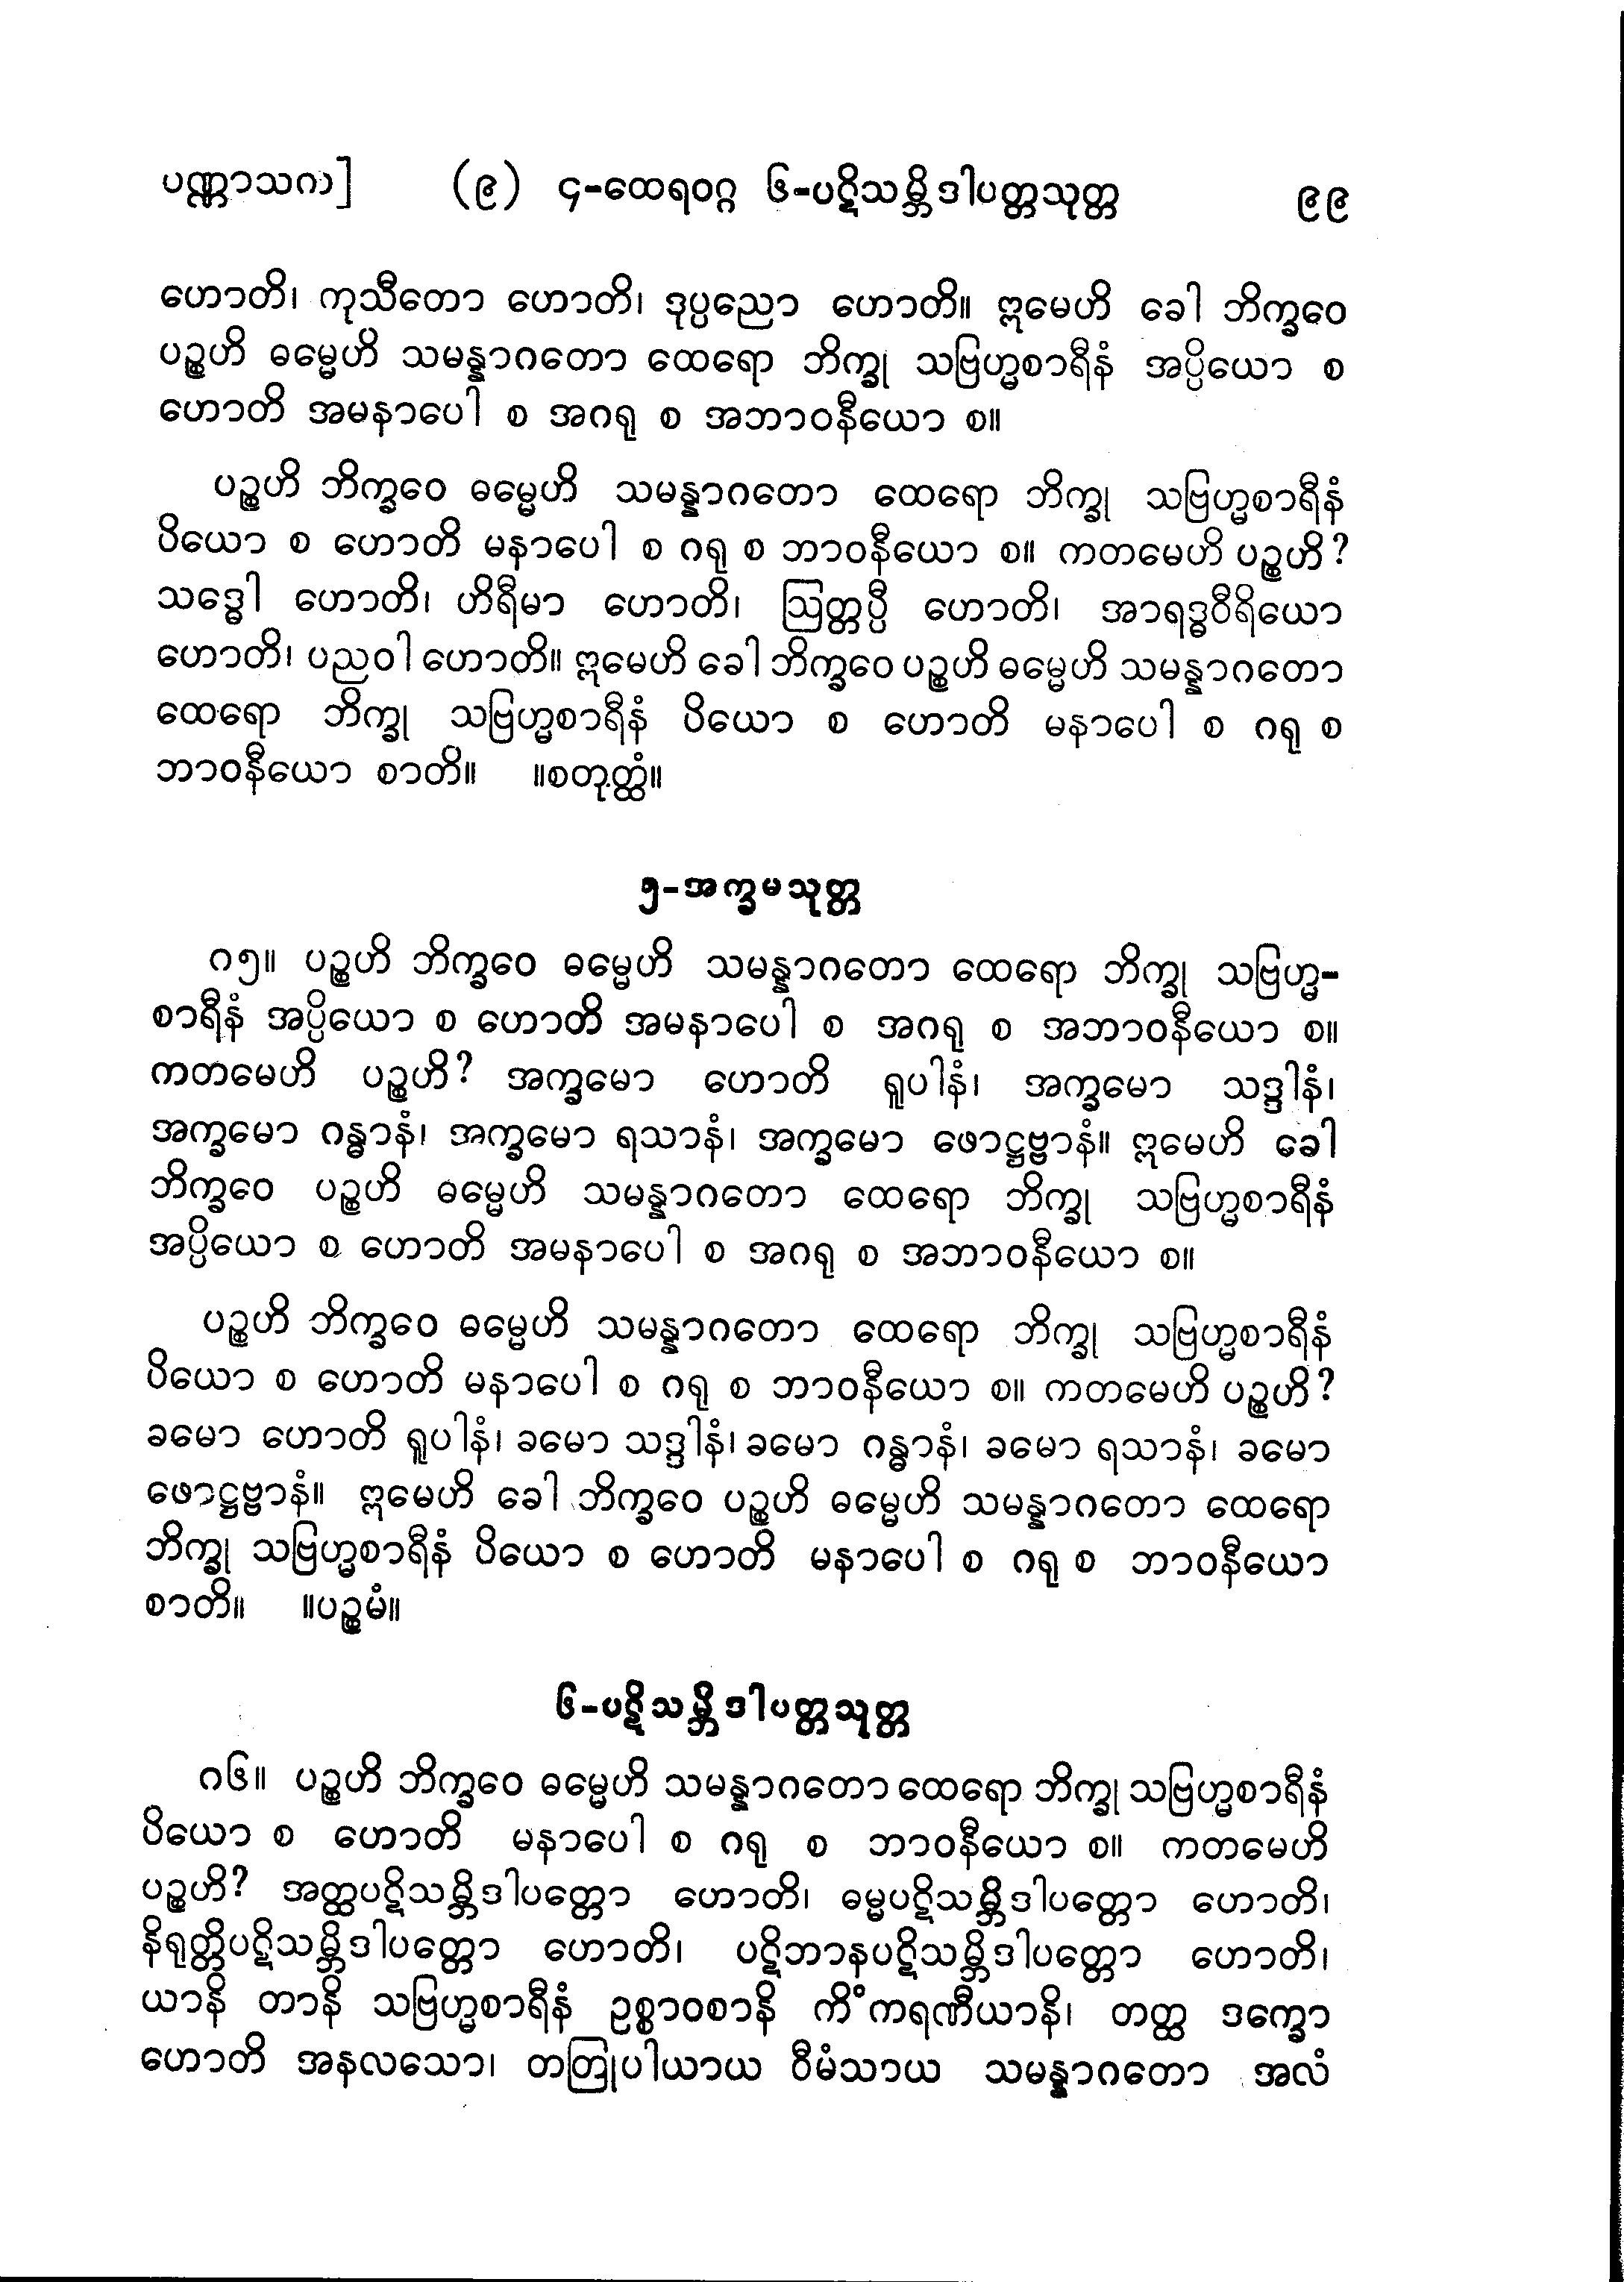 ပဏ္ဏာသက] (၉) ၄-ထေရဝဂ္ဂ ၆-ပဋိသမ္ဘိဒါပတ္တသုတ္တ ၉၉
ဟောတိ၊ ကုသီတော ဟောတိ၊ ဒုပ္ပညော ဟောတိ။ ဣမေဟိ ခေါ ဘိက္ခဝေ
ပဉ္စဟိ ဓမ္မေဟိ သမန္နာဂတော ထေရော ဘိက္ခု သဗြဟ္မစာရီနံ အပ္ပိယော စ
ဟောတိ အမနာပေါ စ အဂရု စ အဘာဝနီယော စ။
ပဉ္စဟိ ဘိက္ခဝေ ဓမ္မေဟိ သမန္နာဂတော ထေရော ဘိက္ခု သဗြဟ္မစာရီနံ
ပိယော စ ဟောတိ မနာပေါ စ ဂရု စ ဘာဝနီယော စ။ ကတမေဟိ ပဉ္စဟိ?
သဒ္ဓေါ ဟောတိ၊ ဟိရီမာ ဟောတိ၊ ဩတ္တပ္ပီ ဟောတိ၊ အာရဒ္ဓဝီရိယော
ဟောတိ၊ ပညဝါ ဟောတိ။ ဣမေဟိ ခေါ ဘိက္ခဝေ ပဉ္စဟိ ဓမ္မေဟိ သမန္နာဂတော
ထေရော ဘိက္ခု သဗြဟ္မစာရီနံ ပိယော စ ဟောတိ မနာပေါ စ ဂရု စ
ဘာဝနီယော စာတိ။ ။စတုတ္ထံ။
၅-အက္ခမသုတ္တ
ဂ၅။ ပဉ္စဟိ ဘိက္ခဝေ ဓမ္မေဟိ သမန္နာဂတော ထေရော ဘိက္ခု သဗြဟ္မ-
စာရီနံ အပ္ပိယော စ ဟောတိ အမနာပေါ စ အဂရု စ အဘာဝနီယော စ။
ကတမေဟိ ပဉ္စဟိ? အက္ခမော ဟောတိ ရူပါနံ၊ အက္ခမော သဒ္ဒါနံ၊
အက္ခမော ဂန္ဓာနံ၊ အက္ခမော ရသာနံ၊ အက္ခမော ဖောဋ္ဌဗ္ဗာနံ။ ဣမေဟိ ခေါ
ဘိက္ခဝေ ပဉ္စဟိ ဓမ္မေဟိ သမန္နာဂတော ထေရော ဘိက္ခု သဗြဟ္မစာရီနံ
အပ္ပိယော စ ဟောတိ အမနာပေါ စ အဂရု စ အဘာဝနီယော စ။
ပဉ္စဟိ ဘိက္ခဝေ ဓမ္မေဟိ သမန္နာဂတော ထေရော ဘိက္ခု သဗြဟ္မစာရီနံ
ပိယော စ ဟောတိ မနာပေါ စ ဂရု စ ဘာဝနီယော စ။ ကတမေဟိ ပဉ္စဟိ?
ခမော ဟောတိ ရူပါနံ၊ ခမော သဒ္ဒါနံ၊ ခမော ဂန္ဓာနံ၊ ခမော ရသာနံ၊ ခမော
ဖောဋ္ဌဗ္ဗာနံ။ ဣမေဟိ ခေါ ဘိက္ခဝေ ပဉ္စဟိ ဓမ္မေဟိ သမန္နာဂတော ထေရော
ဘိက္ခု သဗြဟ္မစာရီနံ ပိယော စ ဟောတိ မနာပေါ စ ဂရု စ ဘာဝနီယော
စာတိ။ ။ပဉ္စမံ။
၆-ပဋိသမ္ဘိဒါပတ္တသုတ္တ
ဂ၆။ ပဉ္စဟိ ဘိက္ခဝေ ဓမ္မေဟိ သမန္နာဂတော ထေရော ဘိက္ခု သဗြဟ္မစာရီနံ
ပိယော စ ဟောတိ မနာပေါ စ ဂရု စ ဘာဝနီယော စ။ ကတမေဟိ
ပဉ္စဟိ? အတ္ထပဋိသမ္ဘိဒါပတ္တော ဟောတိ၊ ဓမ္မပဋိသမ္ဘိဒါပတ္တော ဟောတိ၊
နိရုတ္တိပဋိသမ္ဘိဒါပတ္တော ဟောတိ၊ ပဋိဘာနပဋိသမ္ဘိဒါပတ္တော ဟောတိ၊
ယာနိ တာနိ သဗြဟ္မစာရီနံ ဥစ္စာဝစာနိ ကိံကရဏီယာနိ၊ တတ္ထ ဒက္ခော
ဟောတိ အနလသော၊ တတြုပါယာယ ဝီမံသာယ သမန္နာဂတော အလံ